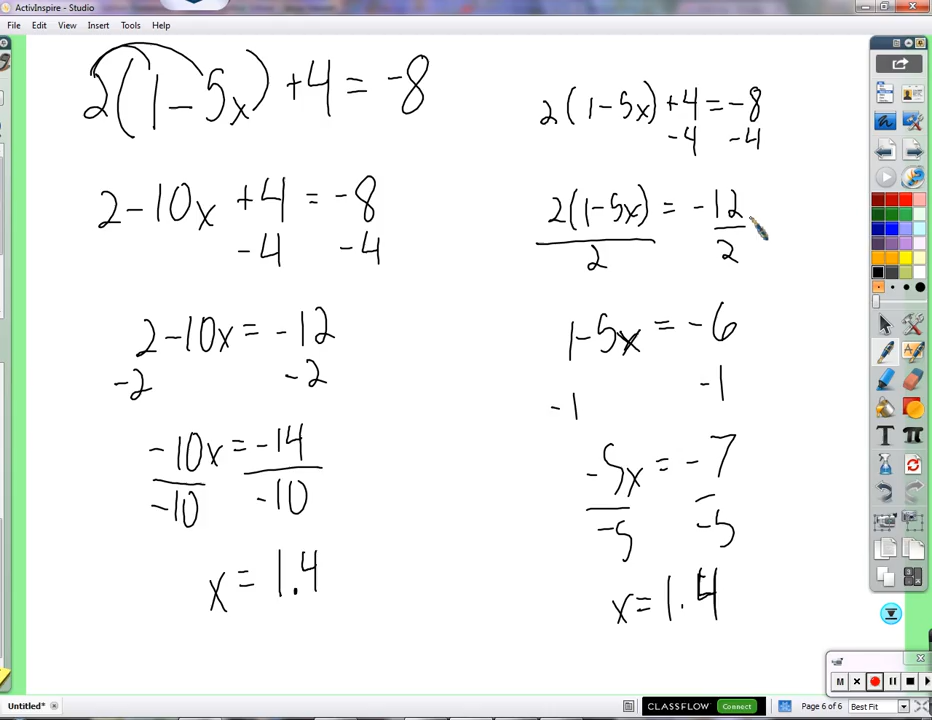 ActivInspire - Studio
File Edit View Insert Tools Help
2(1-5x)+4=-8
2-10x+4=-8
-4 -4
2-10x=-12
-2 -2
-10x=-14
-10 -10
x=1.4
2(1-5x)+4=-8
-4 -4
2(1-5x)=-12
2 2
1-5x=-6
-1 -1
-5x=-7
-5 -5
x=1.4
T π
M
Untitled* CLASSFLOW Connect Page 6 of 6 Best Fit